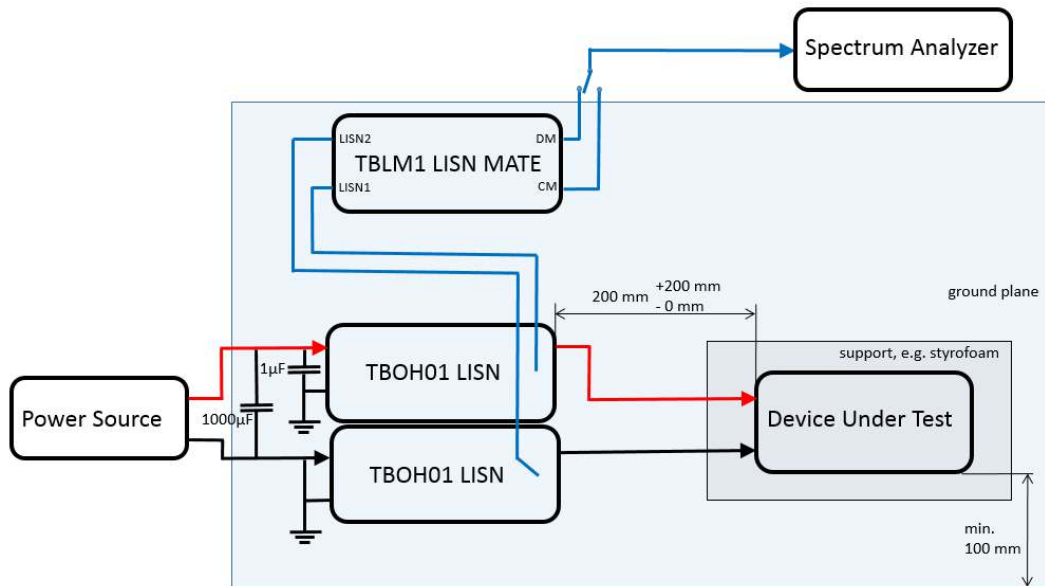 Spectrum Analyzer
LISN2
DM
TBLM1 LISN MATE
LISN1
CM
200 mm +200 mm
- 0 mm
ground plane
support, e.g. styrofoam
1µF
TBOH01 LISN
Power Source
1000µF
Device Under Test
TBOH01 LISN
min.
100 mm